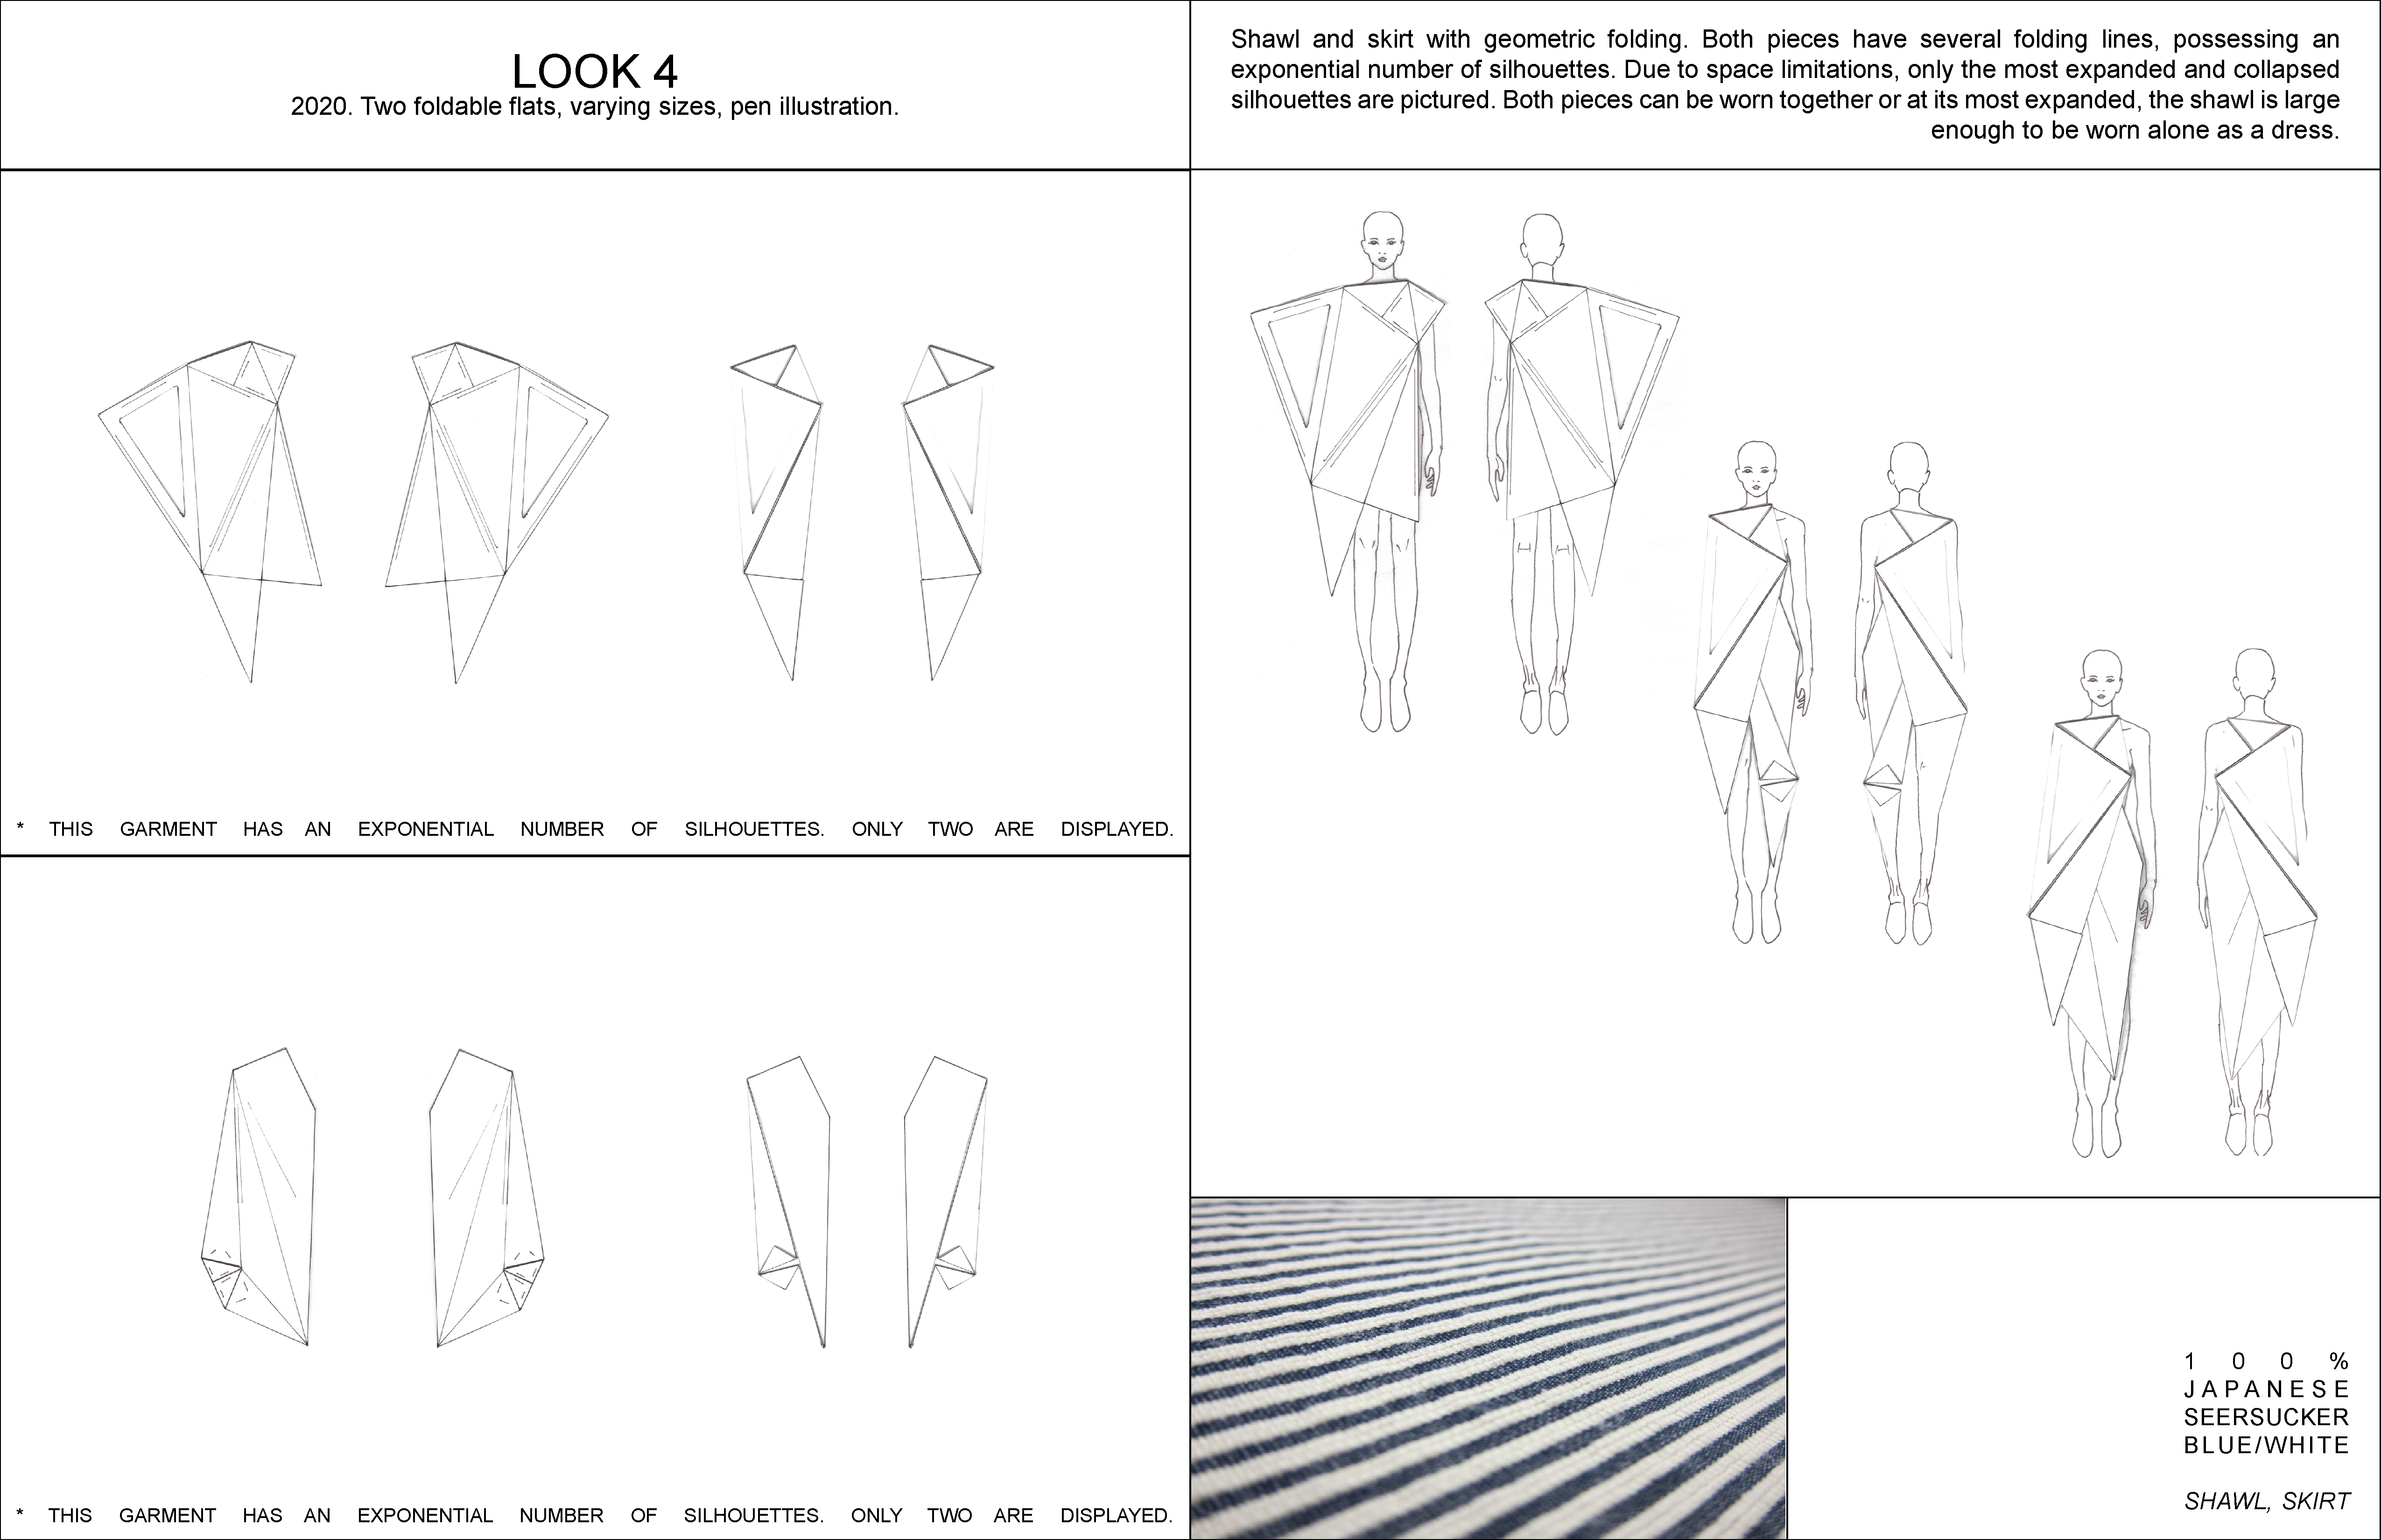 LOOK 4
2020. Two foldable flats, varying sizes, pen illustration.
Shawl and skirt with geometric folding. Both pieces have several folding lines, possessing an
exponential number of silhouettes. Due to space limitations, only the most expanded and collapsed
silhouettes are pictured. Both pieces can be worn together or at its most expanded, the shawl is large
enough to be worn alone as a dress.
* THIS GARMENT HAS AN EXPONENTIAL NUMBER OF SILHOUETTES. ONLY TWO ARE DISPLAYED.
* THIS GARMENT HAS AN EXPONENTIAL NUMBER OF SILHOUETTES. ONLY TWO ARE DISPLAYED.
100%
JAPANESE
SEERSUCKER
BLUE/WHITE
SHAWL, SKIRT